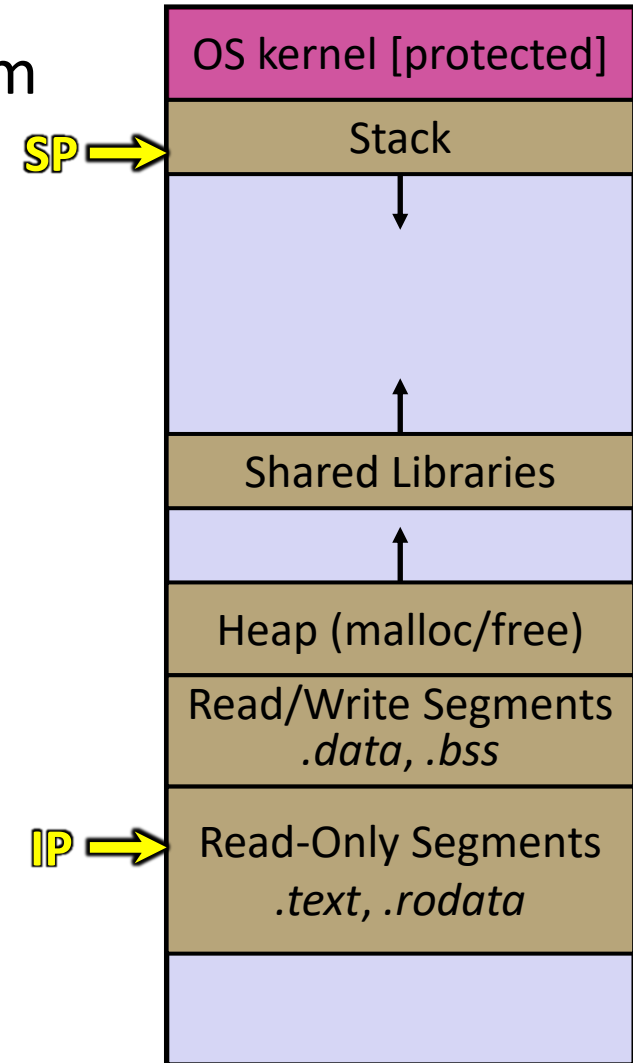 m
OS kernel [protected]
SP
Stack
Shared Libraries
Heap (malloc/free)
Read/Write Segments
.data, .bss
IP
Read-Only Segments
.text, .rodata